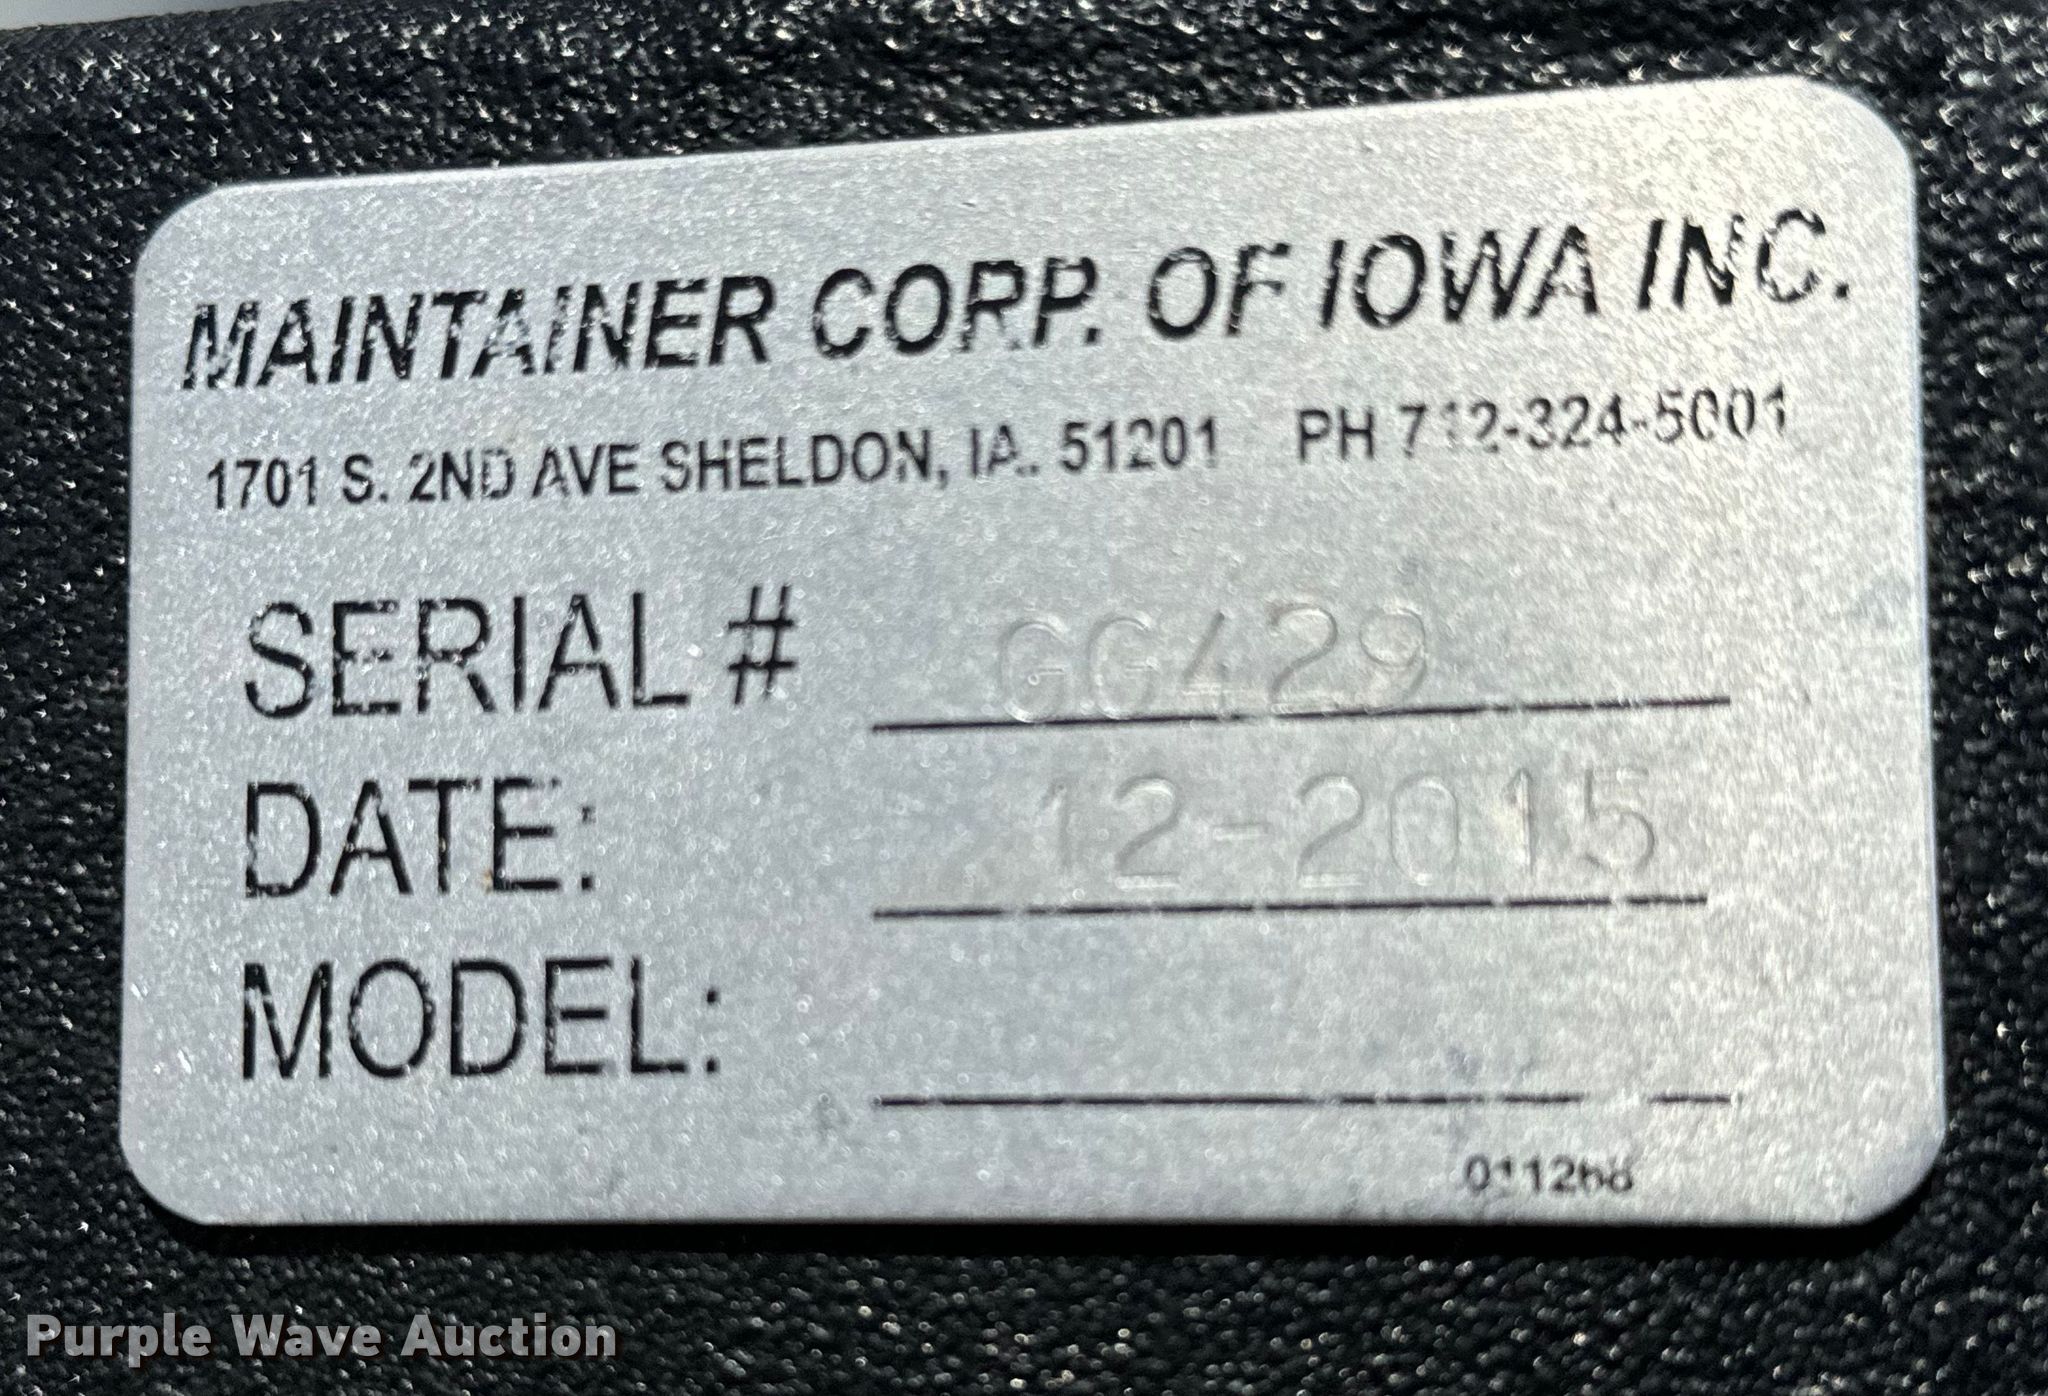 MAINTAINER CORP. OF IOWA INC.
1701 S. 2ND AVE SHELDON, IA. 51201 PH 712-324-5001
SERIAL # GG429
DATE: 12-2015
MODEL:
011268
Purple Wave Auction